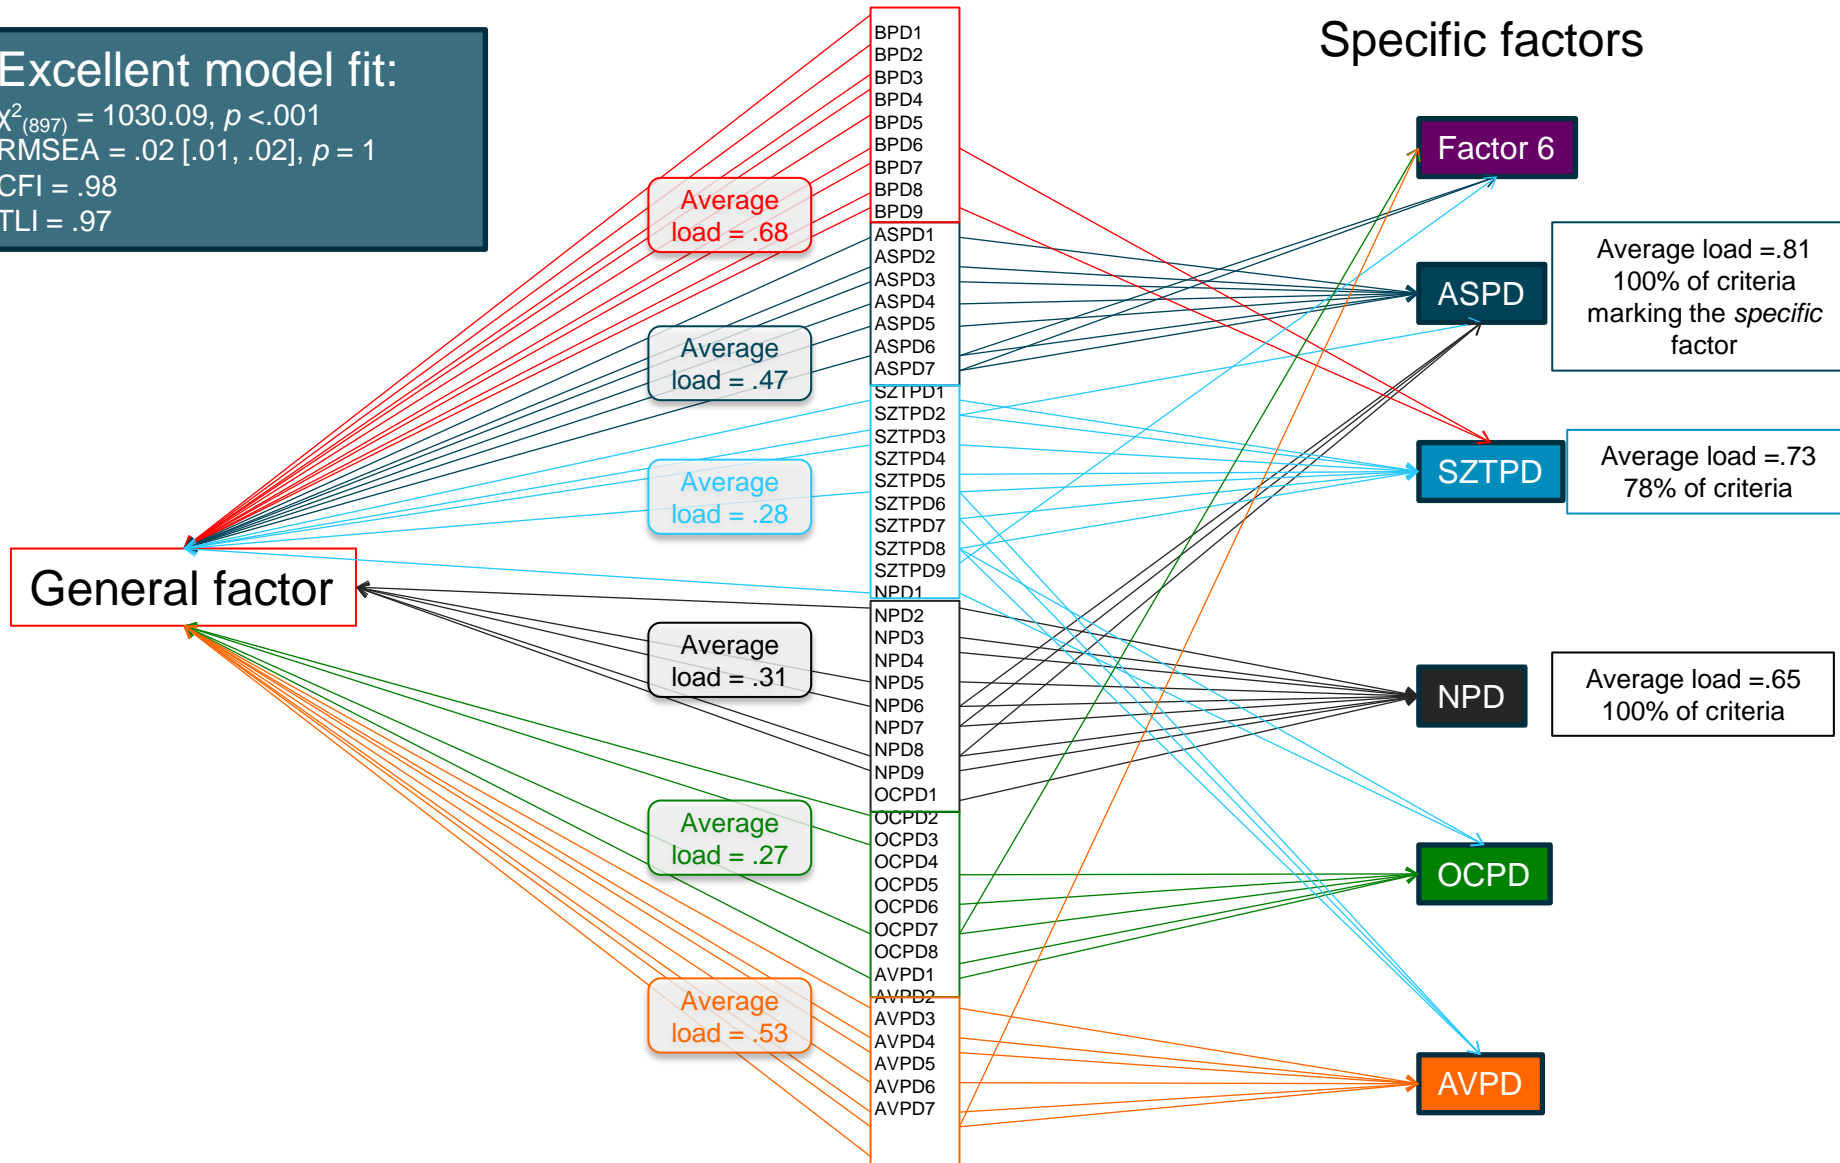 Excellent model fit:
χ²(897) = 1030.09, p <.001
RMSEA = .02 [.01, .02], p = 1
CFI = .98
TLI = .97
General factor
Average
load = .68
Average
load = .47
Average
load = .28
Average
load = .31
Average
load = .27
Average
load = .53
BPD1
BPD2
BPD3
BPD4
BPD5
BPD6
BPD7
BPD8
BPD9
ASPD1
ASPD2
ASPD3
ASPD4
ASPD5
ASPD6
ASPD7
SZTPD1
SZTPD2
SZTPD3
SZTPD4
SZTPD5
SZTPD6
SZTPD7
SZTPD8
SZTPD9
NPD1
NPD2
NPD3
NPD4
NPD5
NPD6
NPD7
NPD8
NPD9
OCPD1
OCPD2
OCPD3
OCPD4
OCPD5
OCPD6
OCPD7
OCPD8
AVPD1
AVPD2
AVPD3
AVPD4
AVPD5
AVPD6
AVPD7
Specific factors
Factor 6
ASPD
Average load =.81
100% of criteria
marking the specific
factor
SZTPD
Average load =.73
78% of criteria
NPD
Average load =.65
100% of criteria
OCPD
AVPD